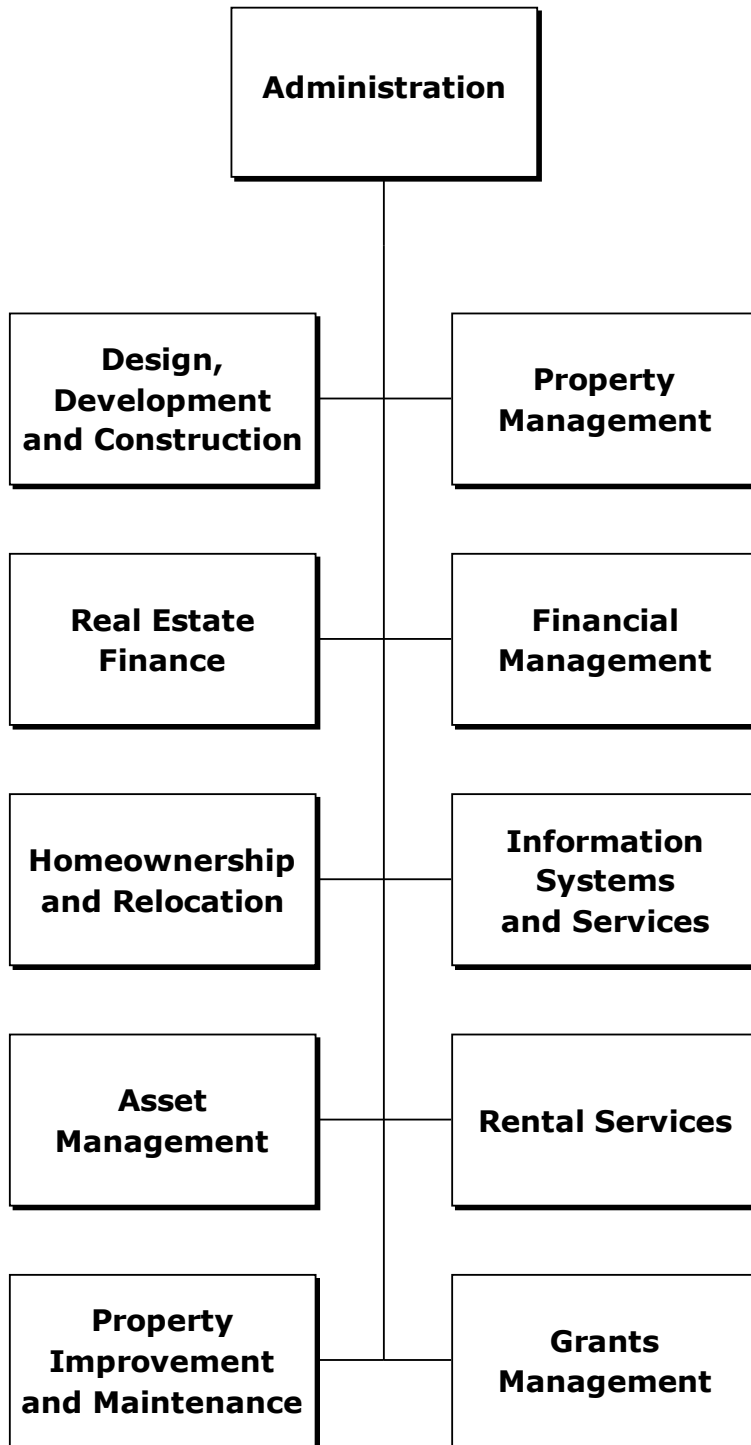 Administration
Design,
Development
and Construction
Property
Management
Real Estate
Finance
Financial
Management
Homeownership
and Relocation
Information
Systems
and Services
Asset
Management
Rental Services
Property
Improvement
and Maintenance
Grants
Management